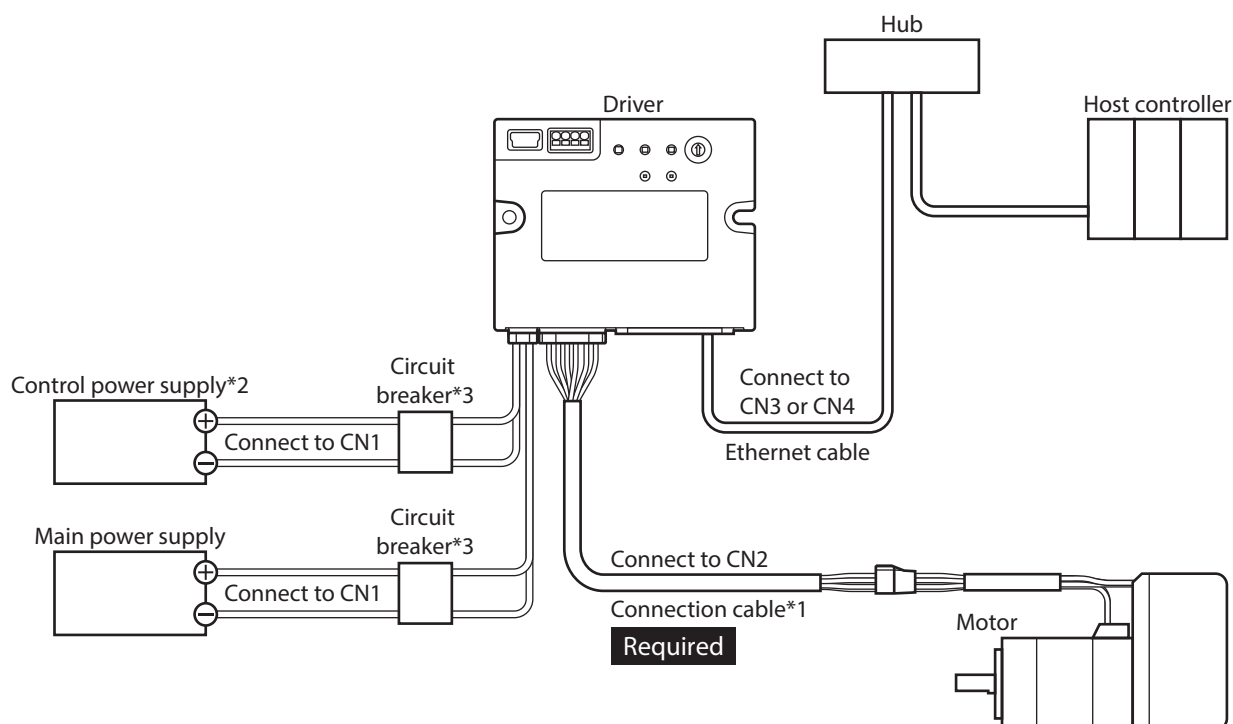 Hub
Driver
Host controller
Circuit
breaker*3
Control power supply*2
Connect to CN1
Connect to
CN3 or CN4
Ethernet cable
Circuit
breaker*3
Main power supply
Connect to CN1
Connect to CN2
Connection cable*1
Required
Motor